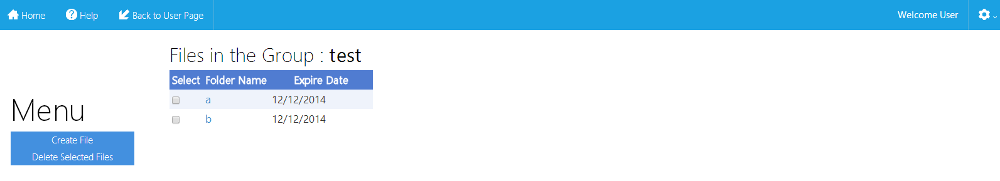 Home Help Back to User Page Welcome User
Files in the Group : test
Select Folder Name Expire Date
a 12/12/2014
b 12/12/2014
Menu
Create File
Delete Selected Files